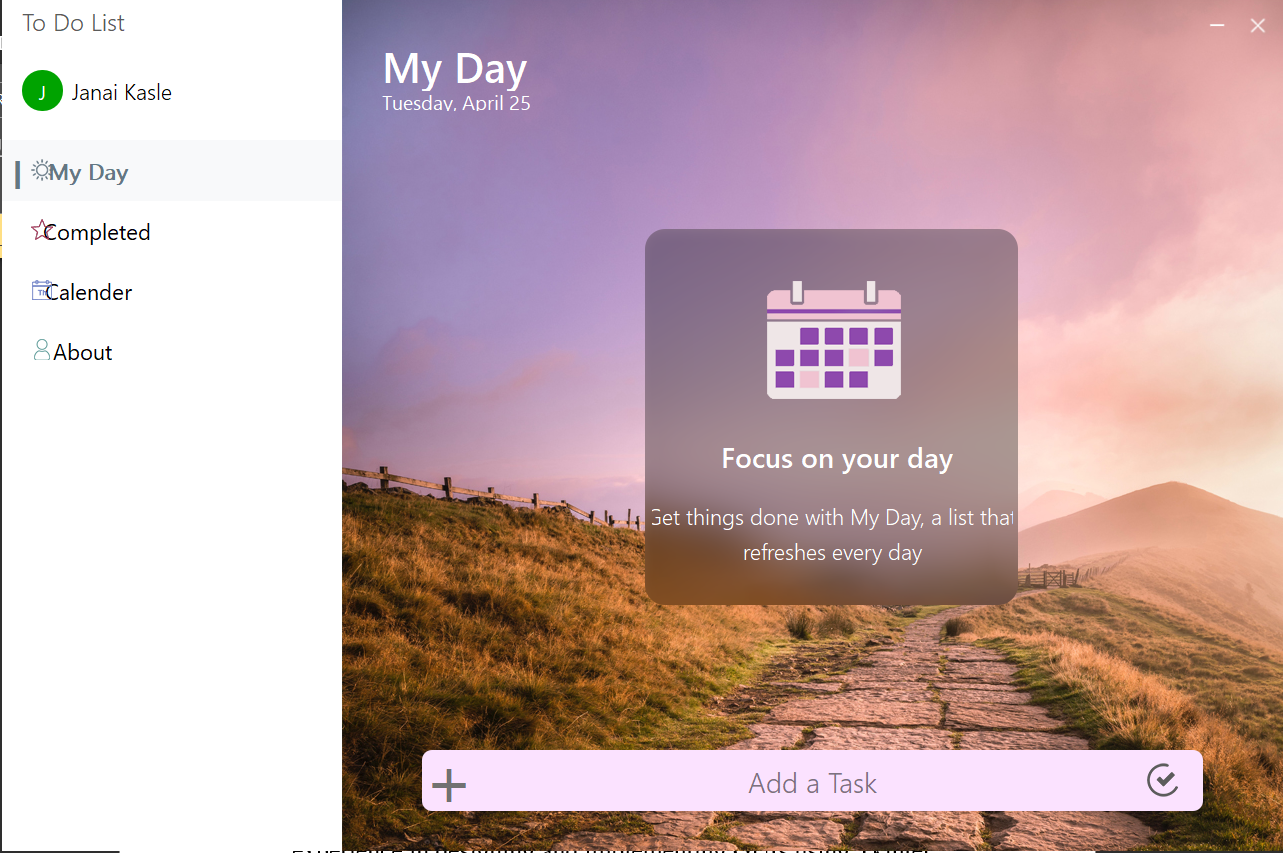 To Do List
J
Janai Kasle
My Day
Completed
Calender
About
My Day
Tuesday, April 25
Focus on your day
Get things done with My Day, a list that
refreshes every day
Add a Task